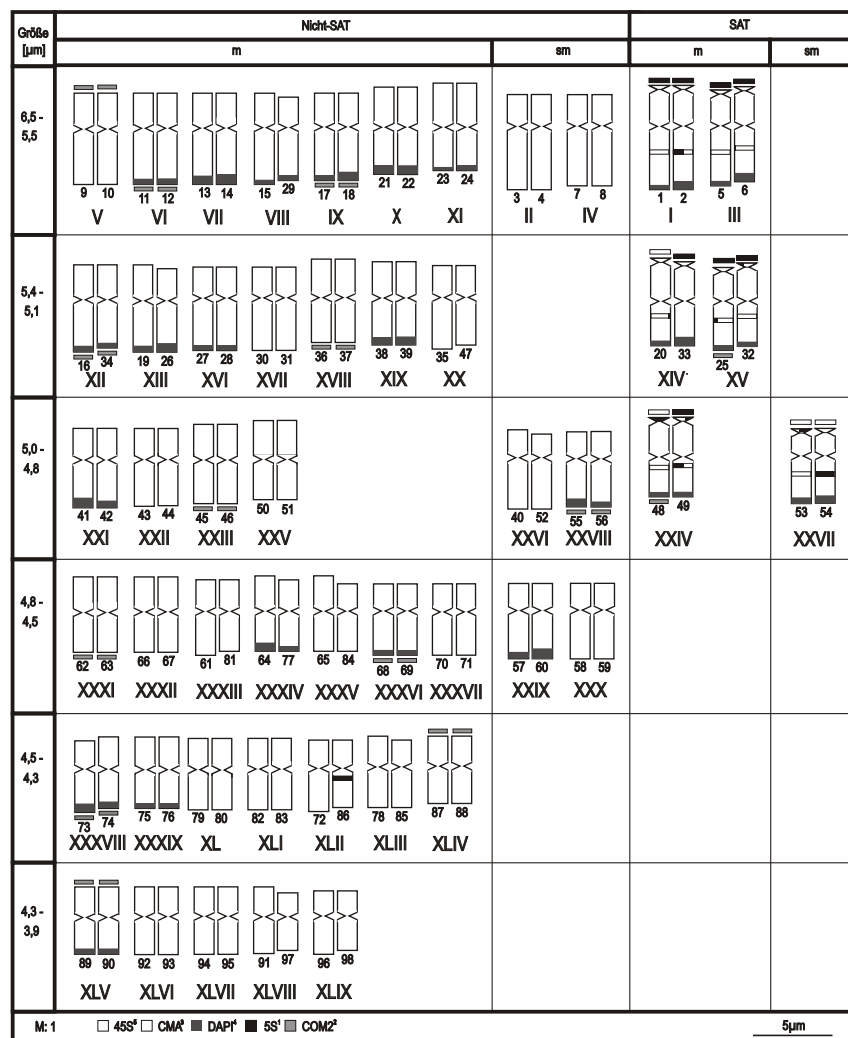 Größe [µm]
Nicht-SAT
SAT
m
sm
m
sm
6,5 - 5,5
9 10 11 12 13 14 15 29 17 18 21 22 23 24 3 4 7 8 1 2 5 6
V VI VII VIII IX X XI II IV I III
5,4 - 5,1
16 34 19 26 27 28 30 31 36 37 38 39 35 47 20 33 25 32
XII XIII XVI XVII XVIII XIX XX XIV XV
5,0 - 4,8
41 42 43 44 45 46 50 51 40 52 55 56 48 49 53 54
XXI XXII XXIII XXV XXVI XXVIII XXIV XXVII
4,8 - 4,5
62 63 66 67 61 81 64 77 65 84 68 69 70 71 57 60 58 59
XXXI XXXII XXXIII XXXIV XXXV XXXVI XXXVII XXIX XXX
4,5 - 4,3
73 74 75 76 79 80 82 83 72 86 78 85 87 88
XXXVIII XXXIX XL XLI XLII XLIII XLIV
4,3 - 3,9
89 90 92 93 94 95 91 97 96 98
XLV XLVI XLVII XLVIII XLIX
M: 1 45S CMA DAPI 5S¹ COM2² 5µm